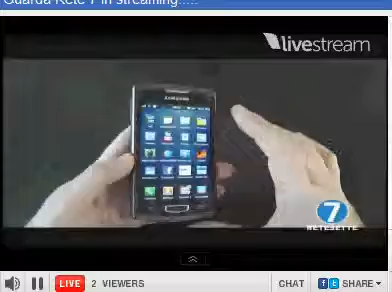 Guarda Rete 7 in streaming.....
livestream
SAMSUNG
7
RETESETTE
LIVE 2 VIEWERS CHAT SHARE